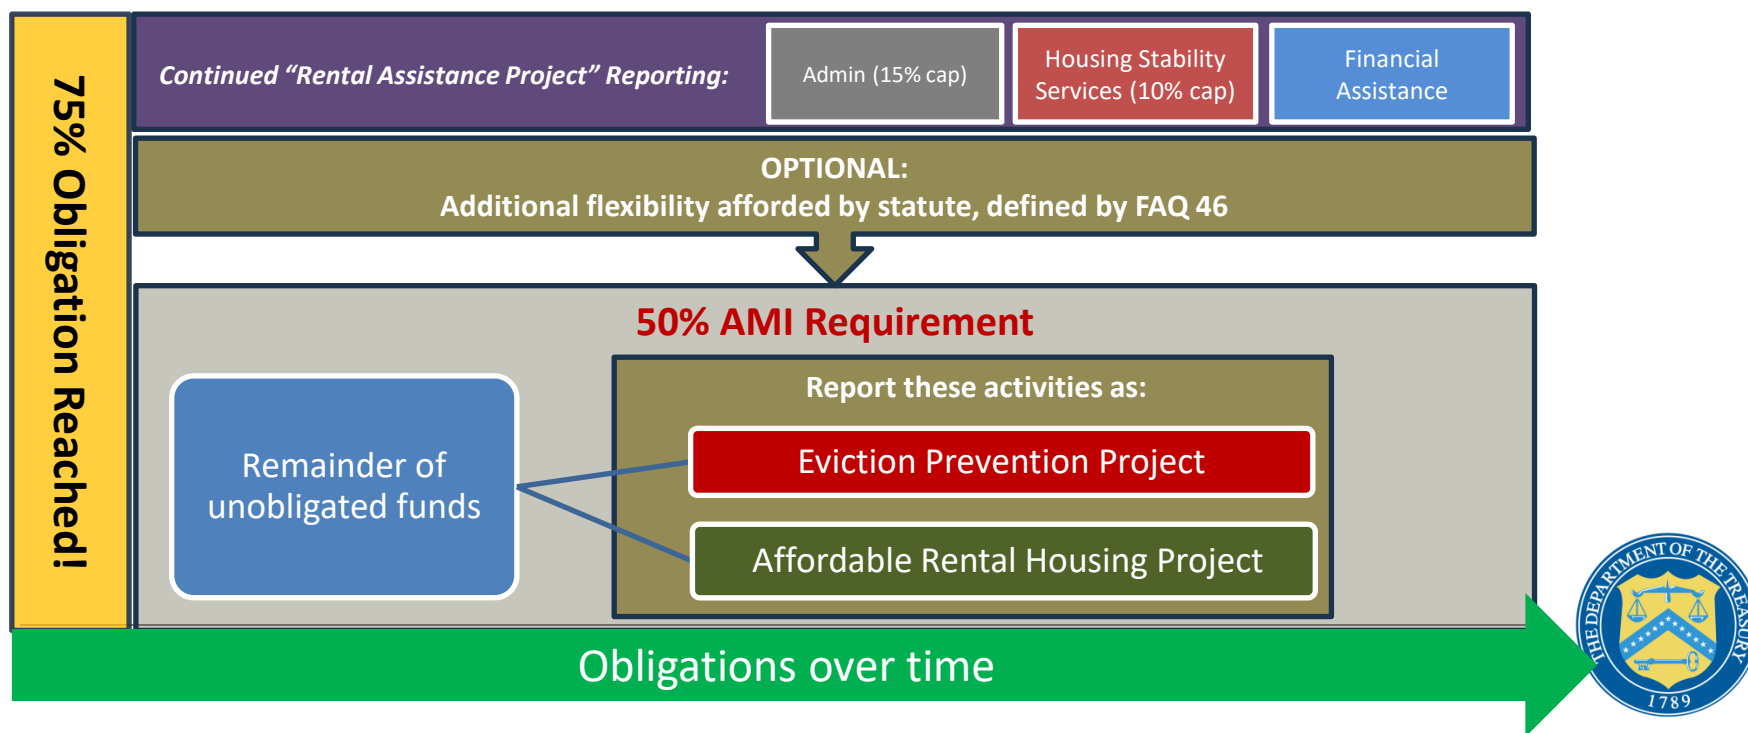 75% Obligation Reached!
Continued “Rental Assistance Project” Reporting:
Admin (15% cap)
Housing Stability
Services (10% cap)
Financial
Assistance
OPTIONAL:
Additional flexibility afforded by statute, defined by FAQ 46
50% AMI Requirement
Remainder of
unobligated funds
Report these activities as:
Eviction Prevention Project
Affordable Rental Housing Project
Obligations over time
THE DEPARTMENT OF THE TREASURY
1789